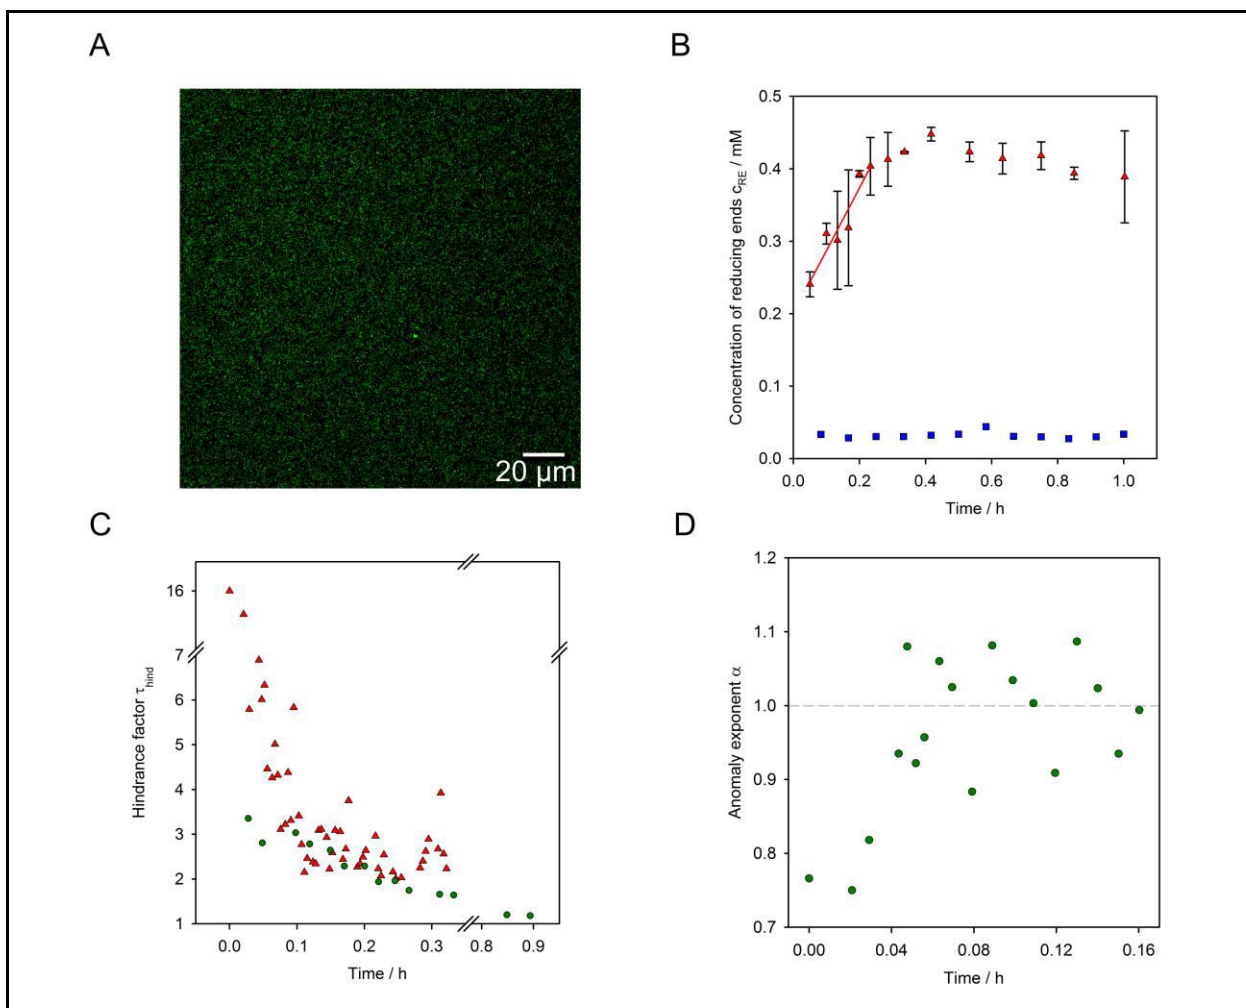 A
20 µm
B
Concentration of reducing ends c_RE / mM
0.5
0.4
0.3
0.2
0.1
0.0
0.0 0.2 0.4 0.6 0.8 1.0
Time / h
C
Hindrance factor τ_hind
16
7
6
5
4
3
2
1
0.0 0.1 0.2 0.3 0.8 0.9
Time / h
D
Anomaly exponent α
1.2
1.1
1.0
0.9
0.8
0.7
0.00 0.04 0.08 0.12 0.16
Time / h